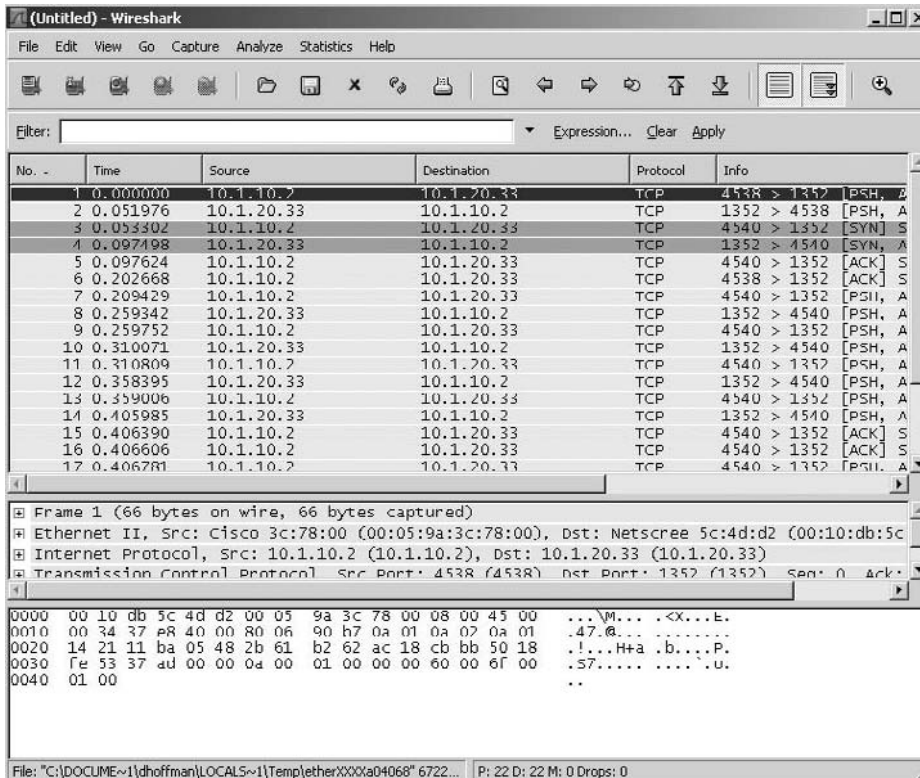 (Untitled) - Wireshark
File Edit View Go Capture Analyze Statistics Help
Filter: Expression... Clear Apply
No. - Time Source Destination Protocol Info
1 0.000000 10.1.10.2 10.1.20.33 TCP 4538 > 1352 [PSH, A
2 0.051976 10.1.20.33 10.1.10.2 TCP 1352 > 4538 [PSH, A
3 0.053302 10.1.10.2 10.1.20.33 TCP 4540 > 1352 [SYN] S
4 0.097498 10.1.20.33 10.1.10.2 TCP 1352 > 4540 [SYN, A
5 0.097624 10.1.10.2 10.1.20.33 TCP 4540 > 1352 [ACK] S
6 0.202668 10.1.10.2 10.1.20.33 TCP 4538 > 1352 [ACK] S
7 0.209429 10.1.10.2 10.1.20.33 TCP 4540 > 1352 [PSH, A
8 0.259342 10.1.20.33 10.1.10.2 TCP 1352 > 4540 [PSH, A
9 0.259752 10.1.10.2 10.1.20.33 TCP 4540 > 1352 [PSH, A
10 0.310071 10.1.20.33 10.1.10.2 TCP 1352 > 4540 [PSH, A
11 0.310809 10.1.10.2 10.1.20.33 TCP 4540 > 1352 [PSH, A
12 0.358395 10.1.20.33 10.1.10.2 TCP 1352 > 4540 [PSH, A
13 0.359006 10.1.10.2 10.1.20.33 TCP 4540 > 1352 [PSH, A
14 0.405985 10.1.20.33 10.1.10.2 TCP 1352 > 4540 [PSH, A
15 0.406390 10.1.10.2 10.1.20.33 TCP 4540 > 1352 [ACK] S
16 0.406606 10.1.10.2 10.1.20.33 TCP 4540 > 1352 [ACK] S
17 0.406781 10.1.10.2 10.1.20.33 TCP 4540 > 1352 [PSH, A
Frame 1 (66 bytes on wire, 66 bytes captured)
Ethernet II, Src: Cisco 3c:78:00 (00:05:9a:3c:78:00), Dst: Netscree 5c:4d:d2 (00:10:db:5c
Internet Protocol, Src: 10.1.10.2 (10.1.10.2), Dst: 10.1.20.33 (10.1.20.33)
Transmission Control Protocol, Src Port: 4538 (4538), Dst Port: 1352 (1352), Seq: 0, Ack:
0000 00 10 db 5c 4d d2 00 05 9a 3c 78 00 08 00 45 00 ...\M... .<x...E.
0010 00 34 37 e8 40 00 80 06 90 b7 0a 01 0a 02 0a 01 .47.@... ........
0020 14 21 11 ba 05 48 2b 61 b2 62 ac 18 cb bb 50 18 .!...H+a .b....P.
0030 fe 53 37 ad 00 00 0a 00 01 00 00 00 60 00 6f 00 .S7..... ....`.o.
0040 01 00 ..
File: "C:\DOCUME~1\dhoffman\LOCALS~1\Temp\etherXXXXa04068" 6722... P: 22 D: 22 M: 0 Drops: 0